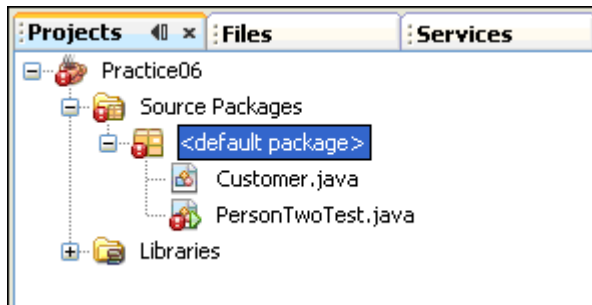 Projects Files Services
Practice06
Source Packages
<default package>
Customer.java
PersonTwoTest.java
Libraries